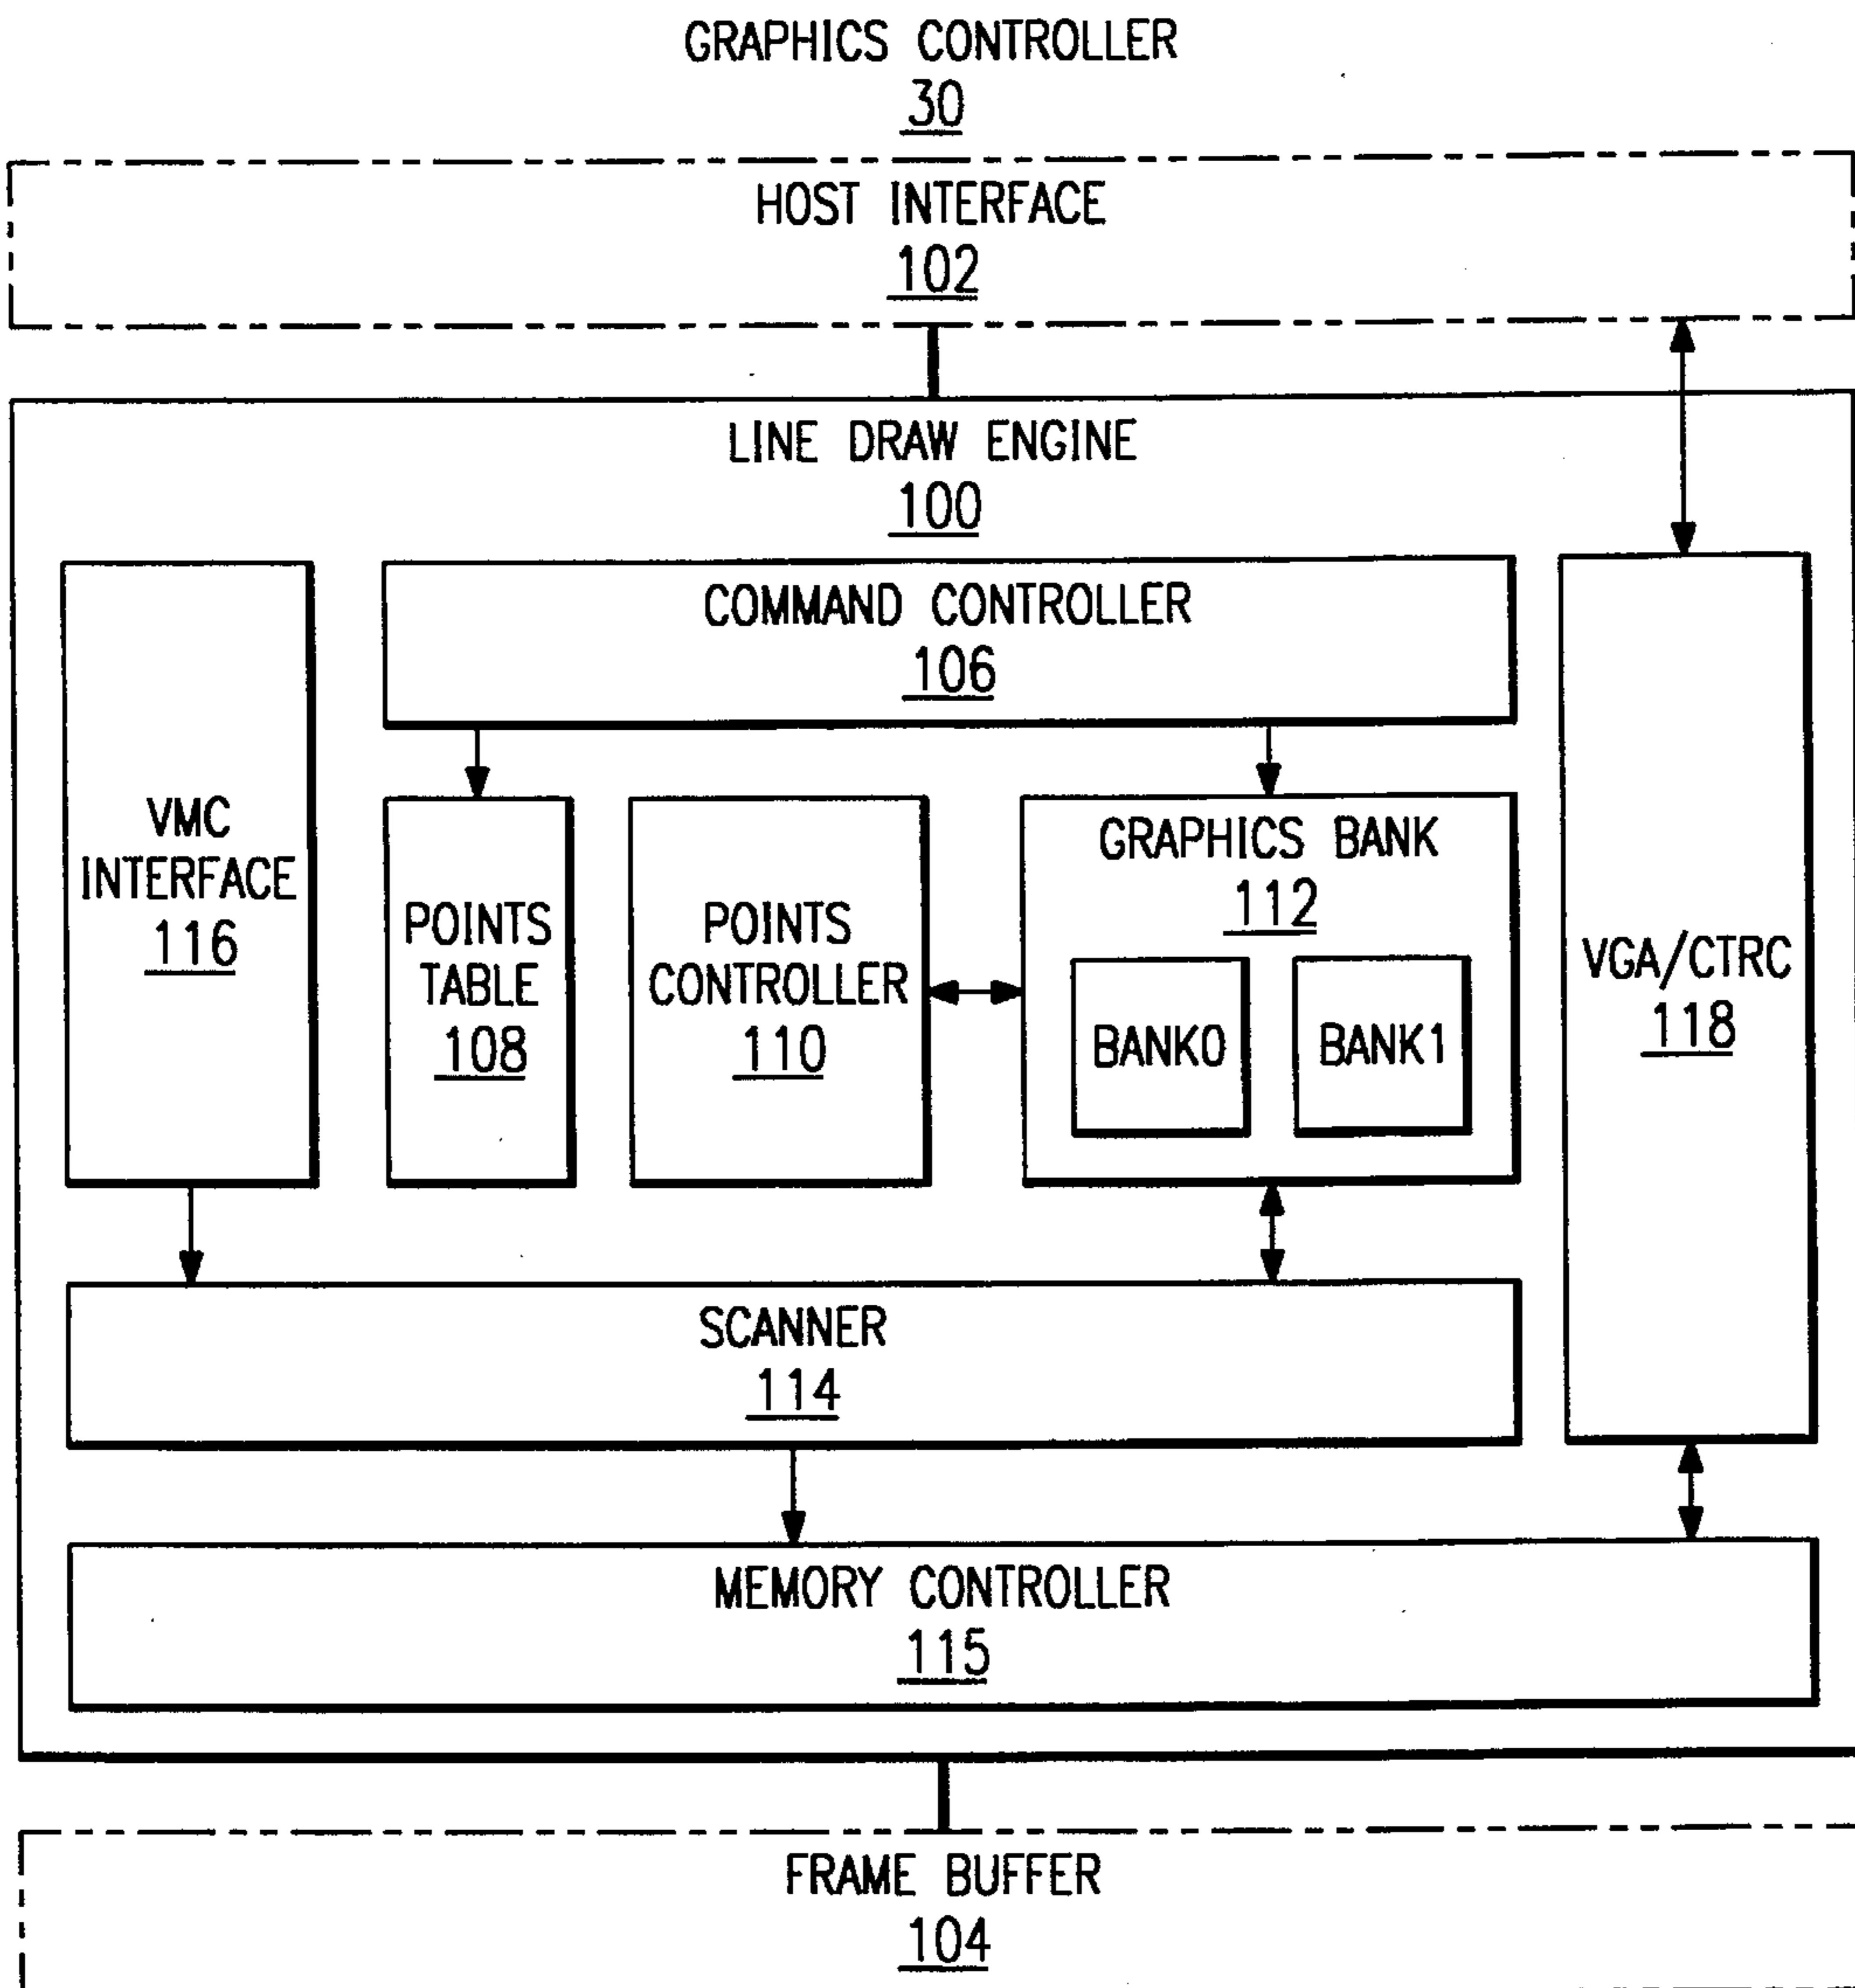 GRAPHICS CONTROLLER
30
HOST INTERFACE
102
LINE DRAW ENGINE
100
COMMAND CONTROLLER
106
VMC
INTERFACE
116
POINTS
TABLE
108
POINTS
CONTROLLER
110
GRAPHICS BANK
112
BANK0
BANK1
VGA/CTRC
118
SCANNER
114
MEMORY CONTROLLER
115
FRAME BUFFER
104